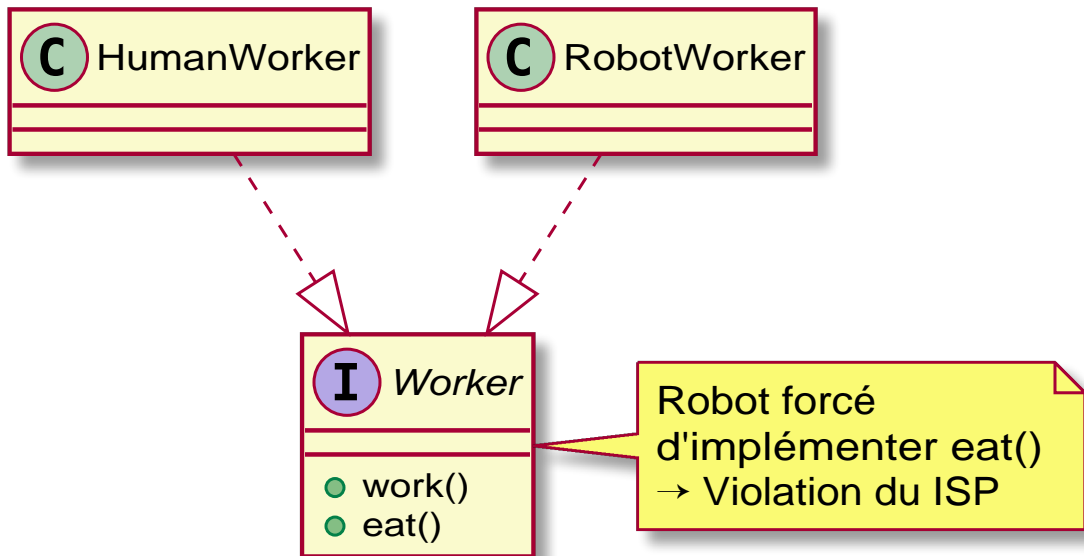 C HumanWorker
C RobotWorker
I Worker
work()
eat()
Robot forcé
d'implémenter eat()
→ Violation du ISP